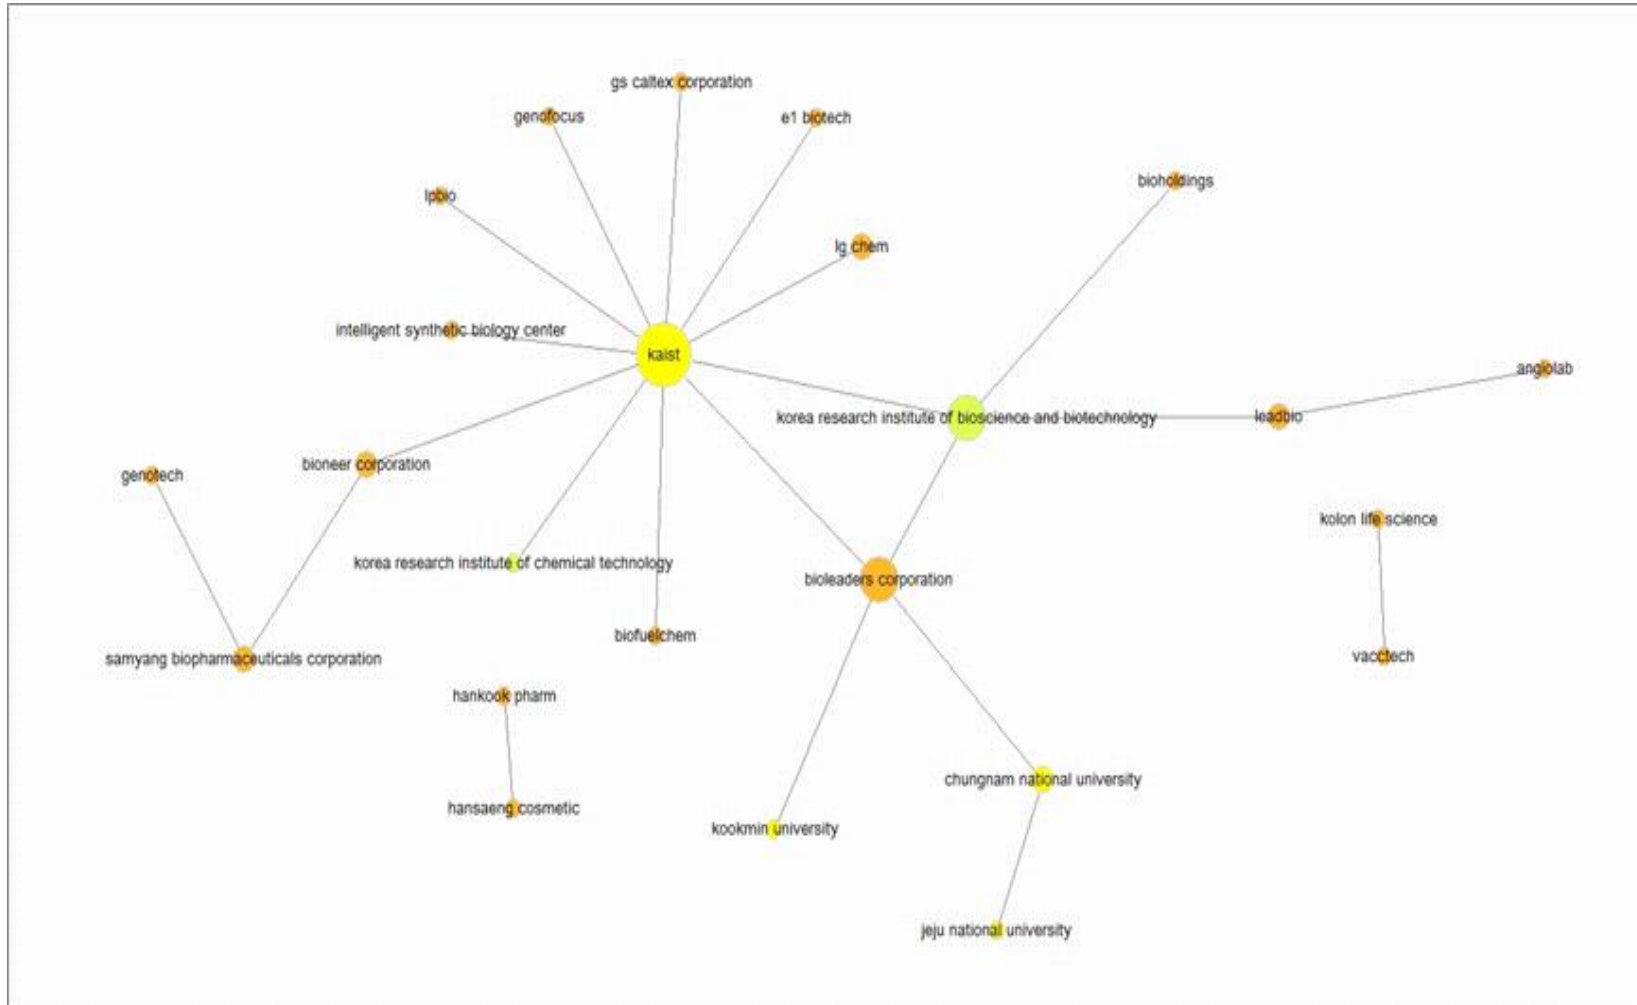 gs caltex corporation
genofocus
e1 biotech
bioholdings
lpbio
lg chem
intelligent synthetic biology center
kaist
angiolab
korea research institute of bioscience and biotechnology
leadbio
bioneer corporation
genotech
kolon life science
korea research institute of chemical technology
bioleaders corporation
biofuelchem
vacctech
samyang biopharmaceuticals corporation
hankook pharm
chungnam national university
hansaeng cosmetic
kookmin university
jeju national university